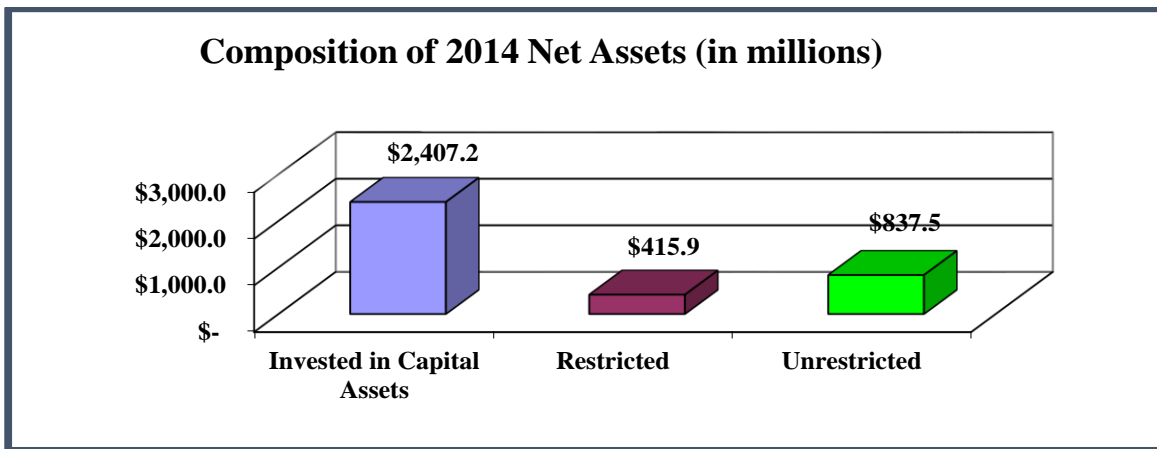 Composition of 2014 Net Assets (in millions)
$2,407.2
$3,000.0
$837.5
$2,000.0
$415.9
$1,000.0
$-
Invested in Capital
Assets
Restricted
Unrestricted